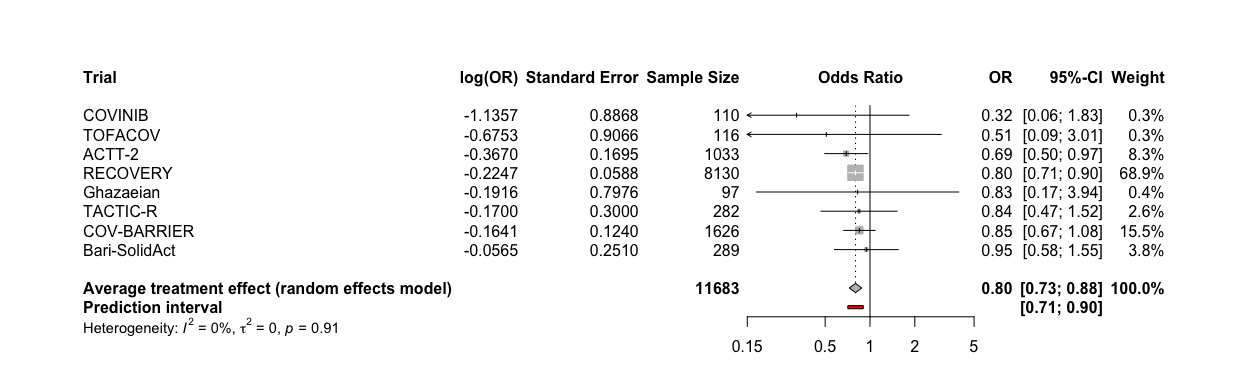 Trial log(OR) Standard Error Sample Size Odds Ratio OR 95%-CI Weight
COVINIB -1.1357 0.8868 110 0.32 [0.06; 1.83] 0.3%
TOFACOV -0.6753 0.9066 116 0.51 [0.09; 3.01] 0.3%
ACTT-2 -0.3670 0.1695 1033 0.69 [0.50; 0.97] 8.3%
RECOVERY -0.2247 0.0588 8130 0.80 [0.71; 0.90] 68.9%
Ghazaeian -0.1916 0.7976 97 0.83 [0.17; 3.94] 0.4%
TACTIC-R -0.1700 0.3000 282 0.84 [0.47; 1.52] 2.6%
COV-BARRIER -0.1641 0.1240 1626 0.85 [0.67; 1.08] 15.5%
Bari-SolidAct -0.0565 0.2510 289 0.95 [0.58; 1.55] 3.8%
Average treatment effect (random effects model) 11683 0.80 [0.73; 0.88] 100.0%
Prediction interval [0.71; 0.90]
Heterogeneity: I² = 0%, τ² = 0, p = 0.91
0.15 0.5 1 2 5